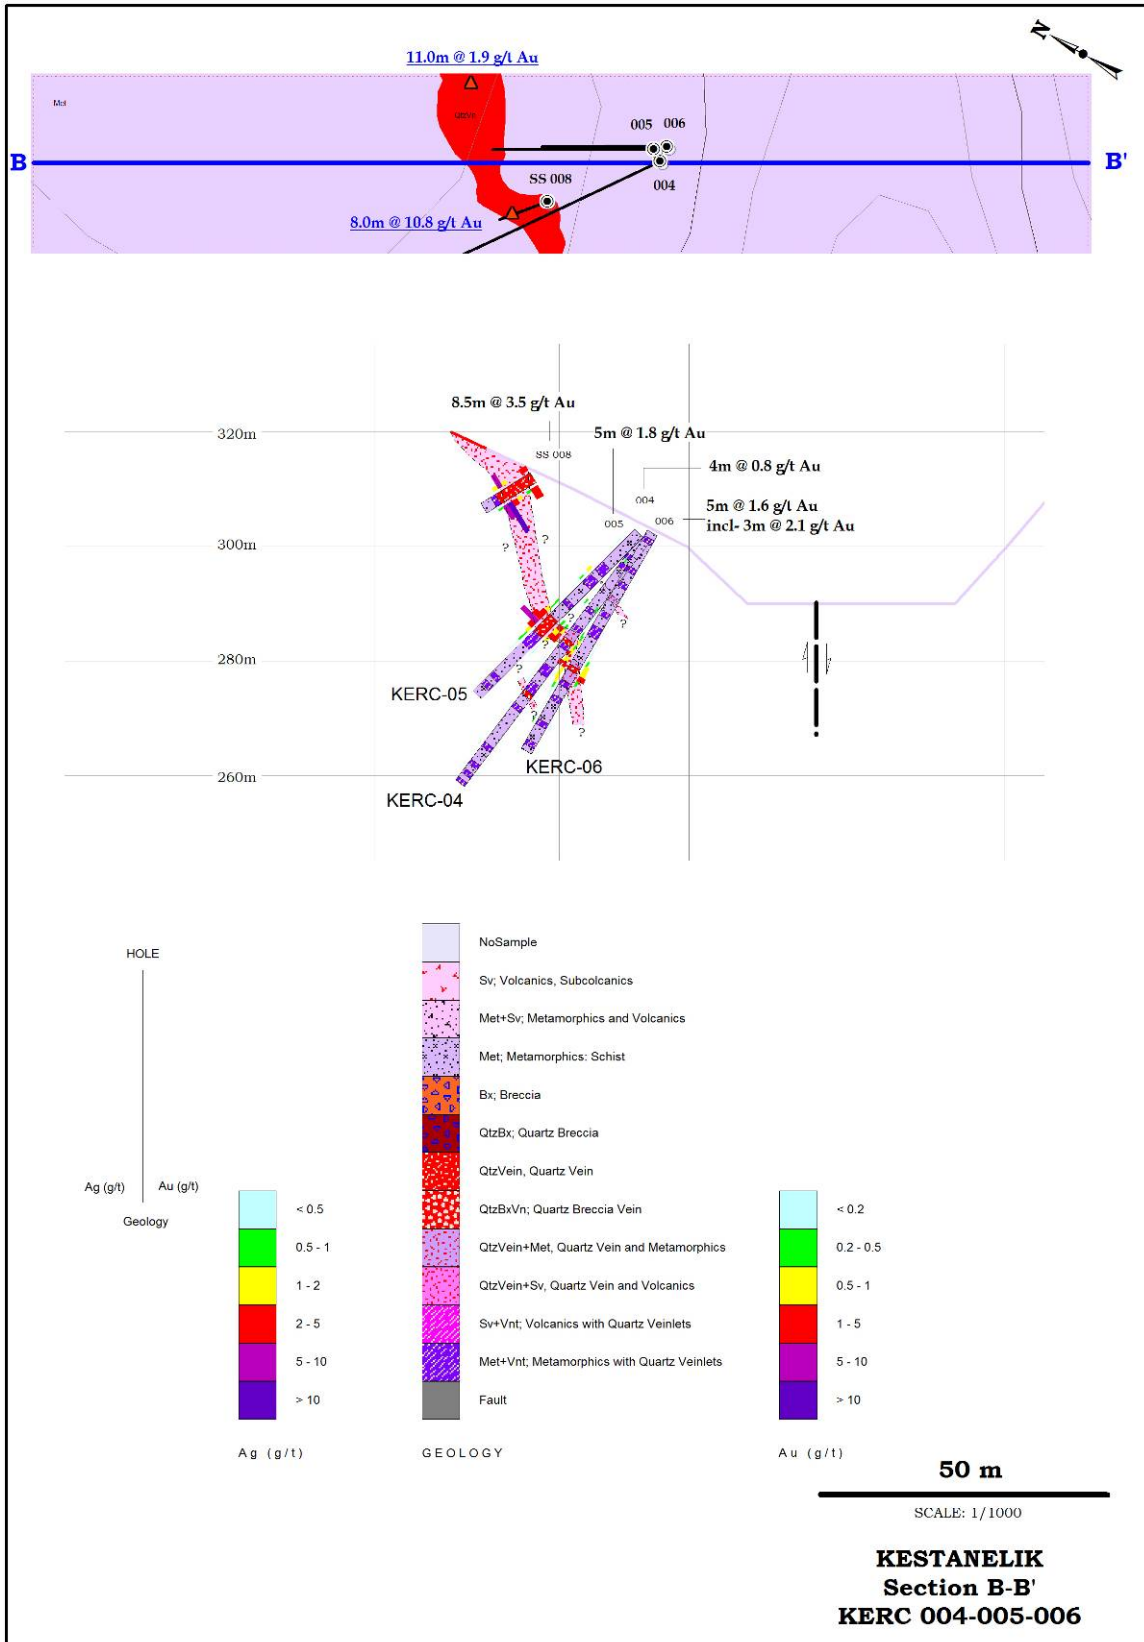 N
11.0m @ 1.9 g/t Au
Met
QtzVn
005
006
B
B'
SS 008
004
8.0m @ 10.8 g/t Au
8.5m @ 3.5 g/t Au
320m
5m @ 1.8 g/t Au
SS 008
4m @ 0.8 g/t Au
004
5m @ 1.6 g/t Au
incl- 3m @ 2.1 g/t Au
005
006
300m
?
?
?
?
?
280m
?
KERC-05
?
?
KERC-06
260m
KERC-04
HOLE
Ag (g/t)
Au (g/t)
Geology
NoSample
Sv; Volcanics, Subcolcanics
Met+Sv; Metamorphics and Volcanics
Met; Metamorphics: Schist
Bx; Breccia
QtzBx; Quartz Breccia
QtzVein, Quartz Vein
QtzBxVn; Quartz Breccia Vein
QtzVein+Met, Quartz Vein and Metamorphics
QtzVein+Sv, Quartz Vein and Volcanics
Sv+Vnt; Volcanics with Quartz Veinlets
Met+Vnt; Metamorphics with Quartz Veinlets
Fault
GEOLOGY
< 0.5
0.5 - 1
1 - 2
2 - 5
5 - 10
> 10
Ag (g/t)
< 0.2
0.2 - 0.5
0.5 - 1
1 - 5
5 - 10
> 10
Au (g/t)
50 m
SCALE: 1/1000
KESTANELIK
Section B-B'
KERC 004-005-006